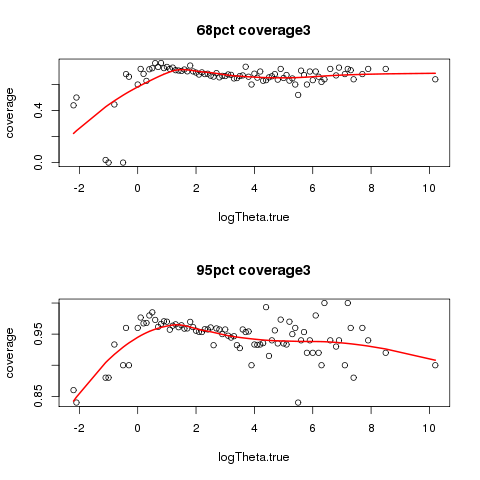 68pct coverage3
coverage
0.4
0.0
-2 0 2 4 6 8 10
logTheta.true
95pct coverage3
coverage
0.95
0.85
-2 0 2 4 6 8 10
logTheta.true